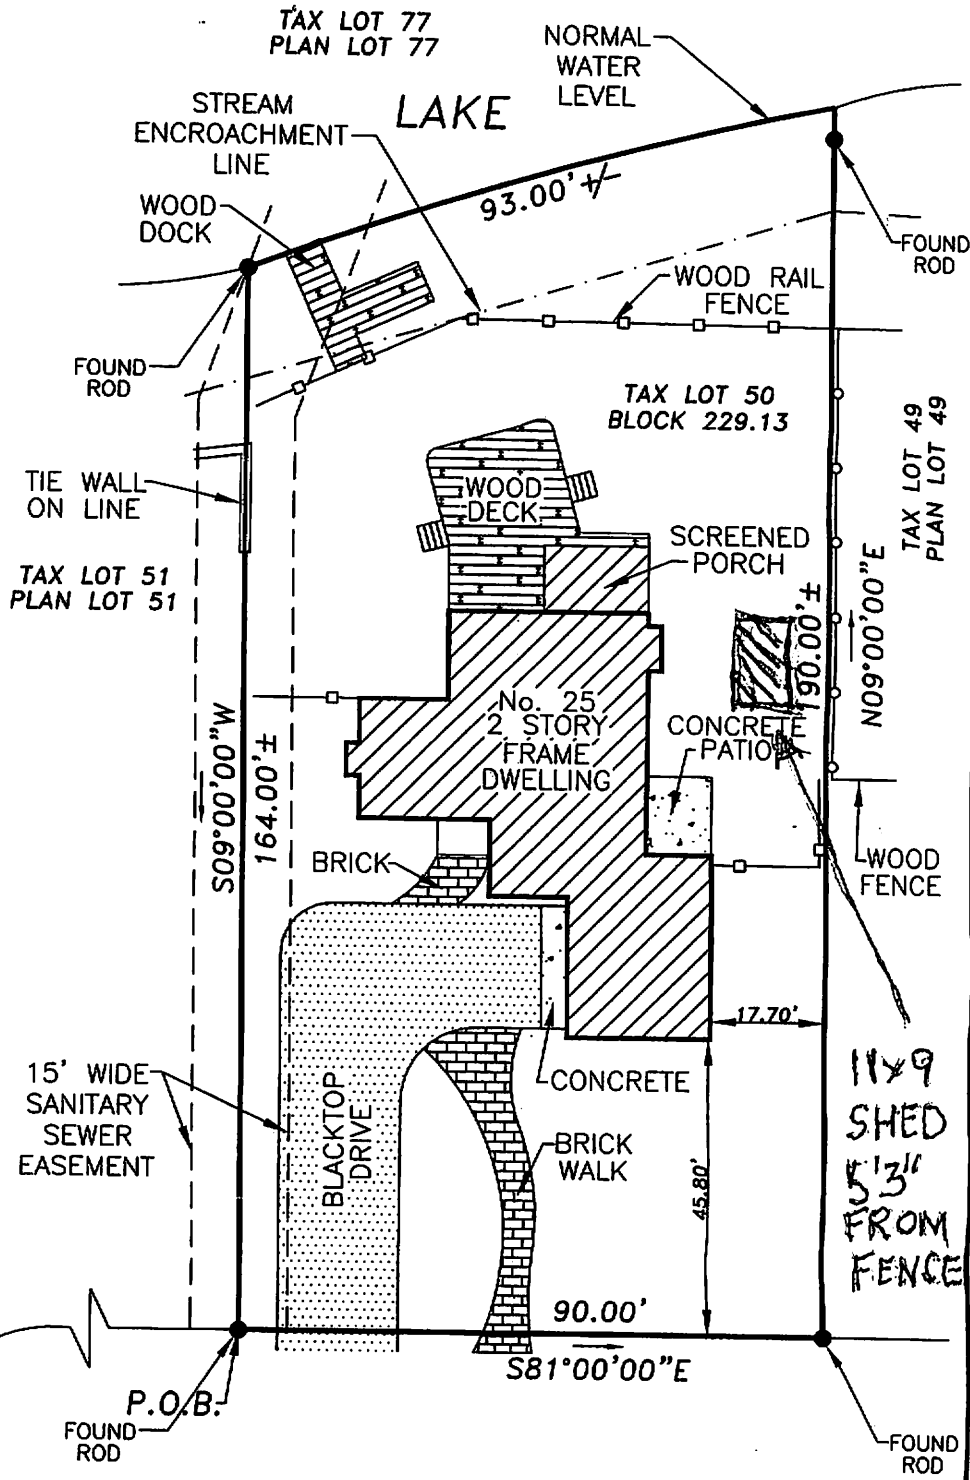 TAX LOT 77
PLAN LOT 77
NORMAL
WATER
LEVEL
LAKE
STREAM
ENCROACHMENT
LINE
93.00' +/-
WOOD
DOCK
FOUND
ROD
WOOD RAIL
FENCE
FOUND
ROD
TAX LOT 50
BLOCK 229.13
TAX LOT 49
PLAN LOT 49
TIE WALL
ON LINE
WOOD
DECK
SCREENED
PORCH
TAX LOT 51
PLAN LOT 51
190.00'±
N09°00'00"E
No. 25
2 STORY
FRAME
DWELLING
CONCRETE
PATIO
S09°00'00"W
164.00'±
BRICK
WOOD
FENCE
17.70'
15' WIDE
SANITARY
SEWER
EASEMENT
BLACKTOP
DRIVE
CONCRETE
BRICK
WALK
45.80'
11x9
SHED
5'3"
FROM
FENCE
90.00'
S81°00'00"E
P.O.B.
FOUND
ROD
FOUND
ROD